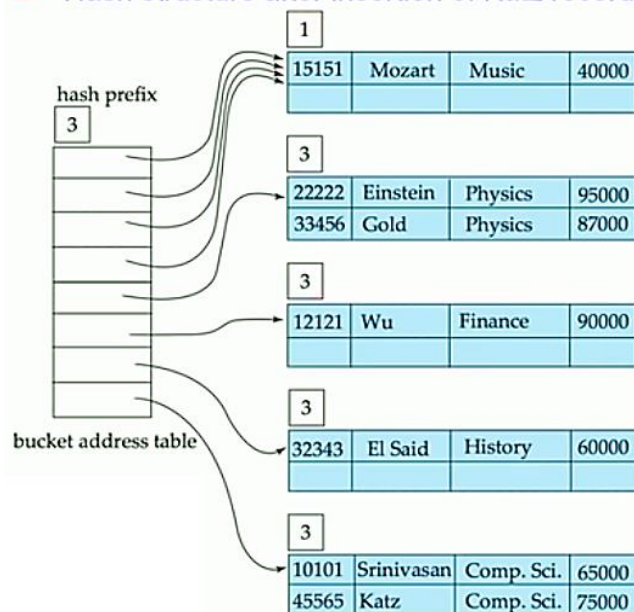 1
15151 Mozart Music 40000
hash prefix
3
3
22222 Einstein Physics 95000
33456 Gold Physics 87000
3
12121 Wu Finance 90000
3
bucket address table
32343 El Said History 60000
3
10101 Srinivasan Comp. Sci. 65000
45565 Katz Comp. Sci. 75000